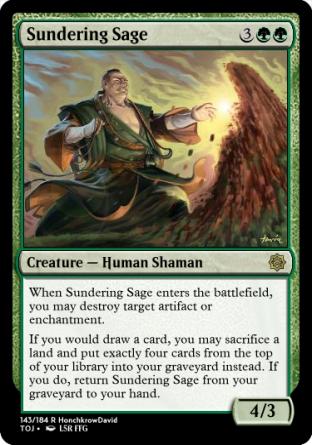 Sundering Sage 3
Creature — Human Shaman
When Sundering Sage enters the battlefield,
you may destroy target artifact or
enchantment.
If you would draw a card, you may sacrifice a
land and put exactly four cards from the top
of your library into your graveyard instead. If
you do, return Sundering Sage from your
graveyard to your hand.
4/3
143/184 R HonchkrowDavid
TOJ • LSR FFG